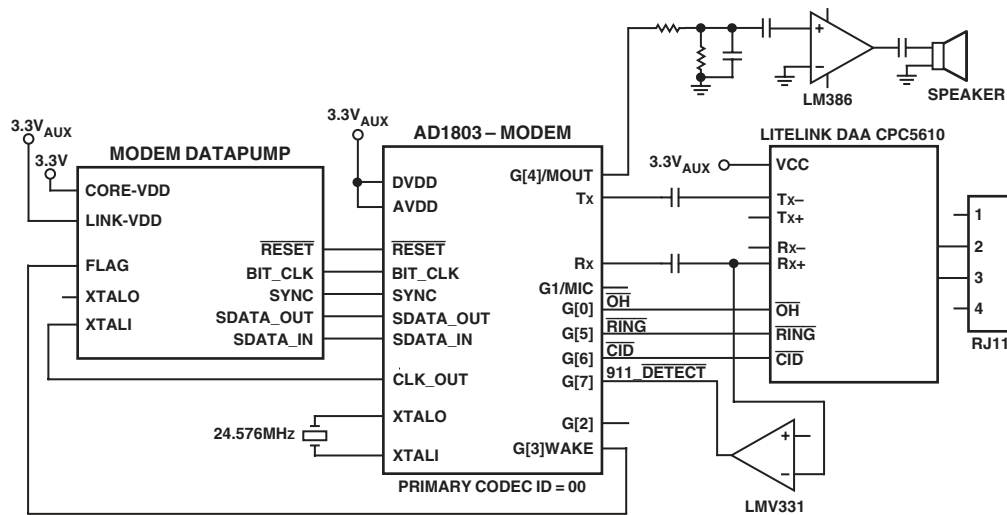 LM386
SPEAKER
3.3VAUX
3.3V
MODEM DATAPUMP
CORE-VDD
LINK-VDD
FLAG
XTALO
XTALI
RESET
BIT_CLK
SYNC
SDATA_OUT
SDATA_IN
3.3VAUX
AD1803 – MODEM
DVDD
AVDD
RESET
BIT_CLK
SYNC
SDATA_OUT
SDATA_IN
CLK_OUT
XTALO
XTALI
24.576MHz
G[4]/MOUT
Tx
Rx
G1/MIC
G[0]
G[5]
G[6]
G[7]
G[2]
G[3]WAKE
PRIMARY CODEC ID = 00
OH
RING
CID
911_DETECT
LITELINK DAA CPC5610
3.3VAUX
VCC
Tx–
Tx+
Rx–
Rx+
OH
RING
CID
1
2
3
4
RJ11
+
–
LMV331
+
–